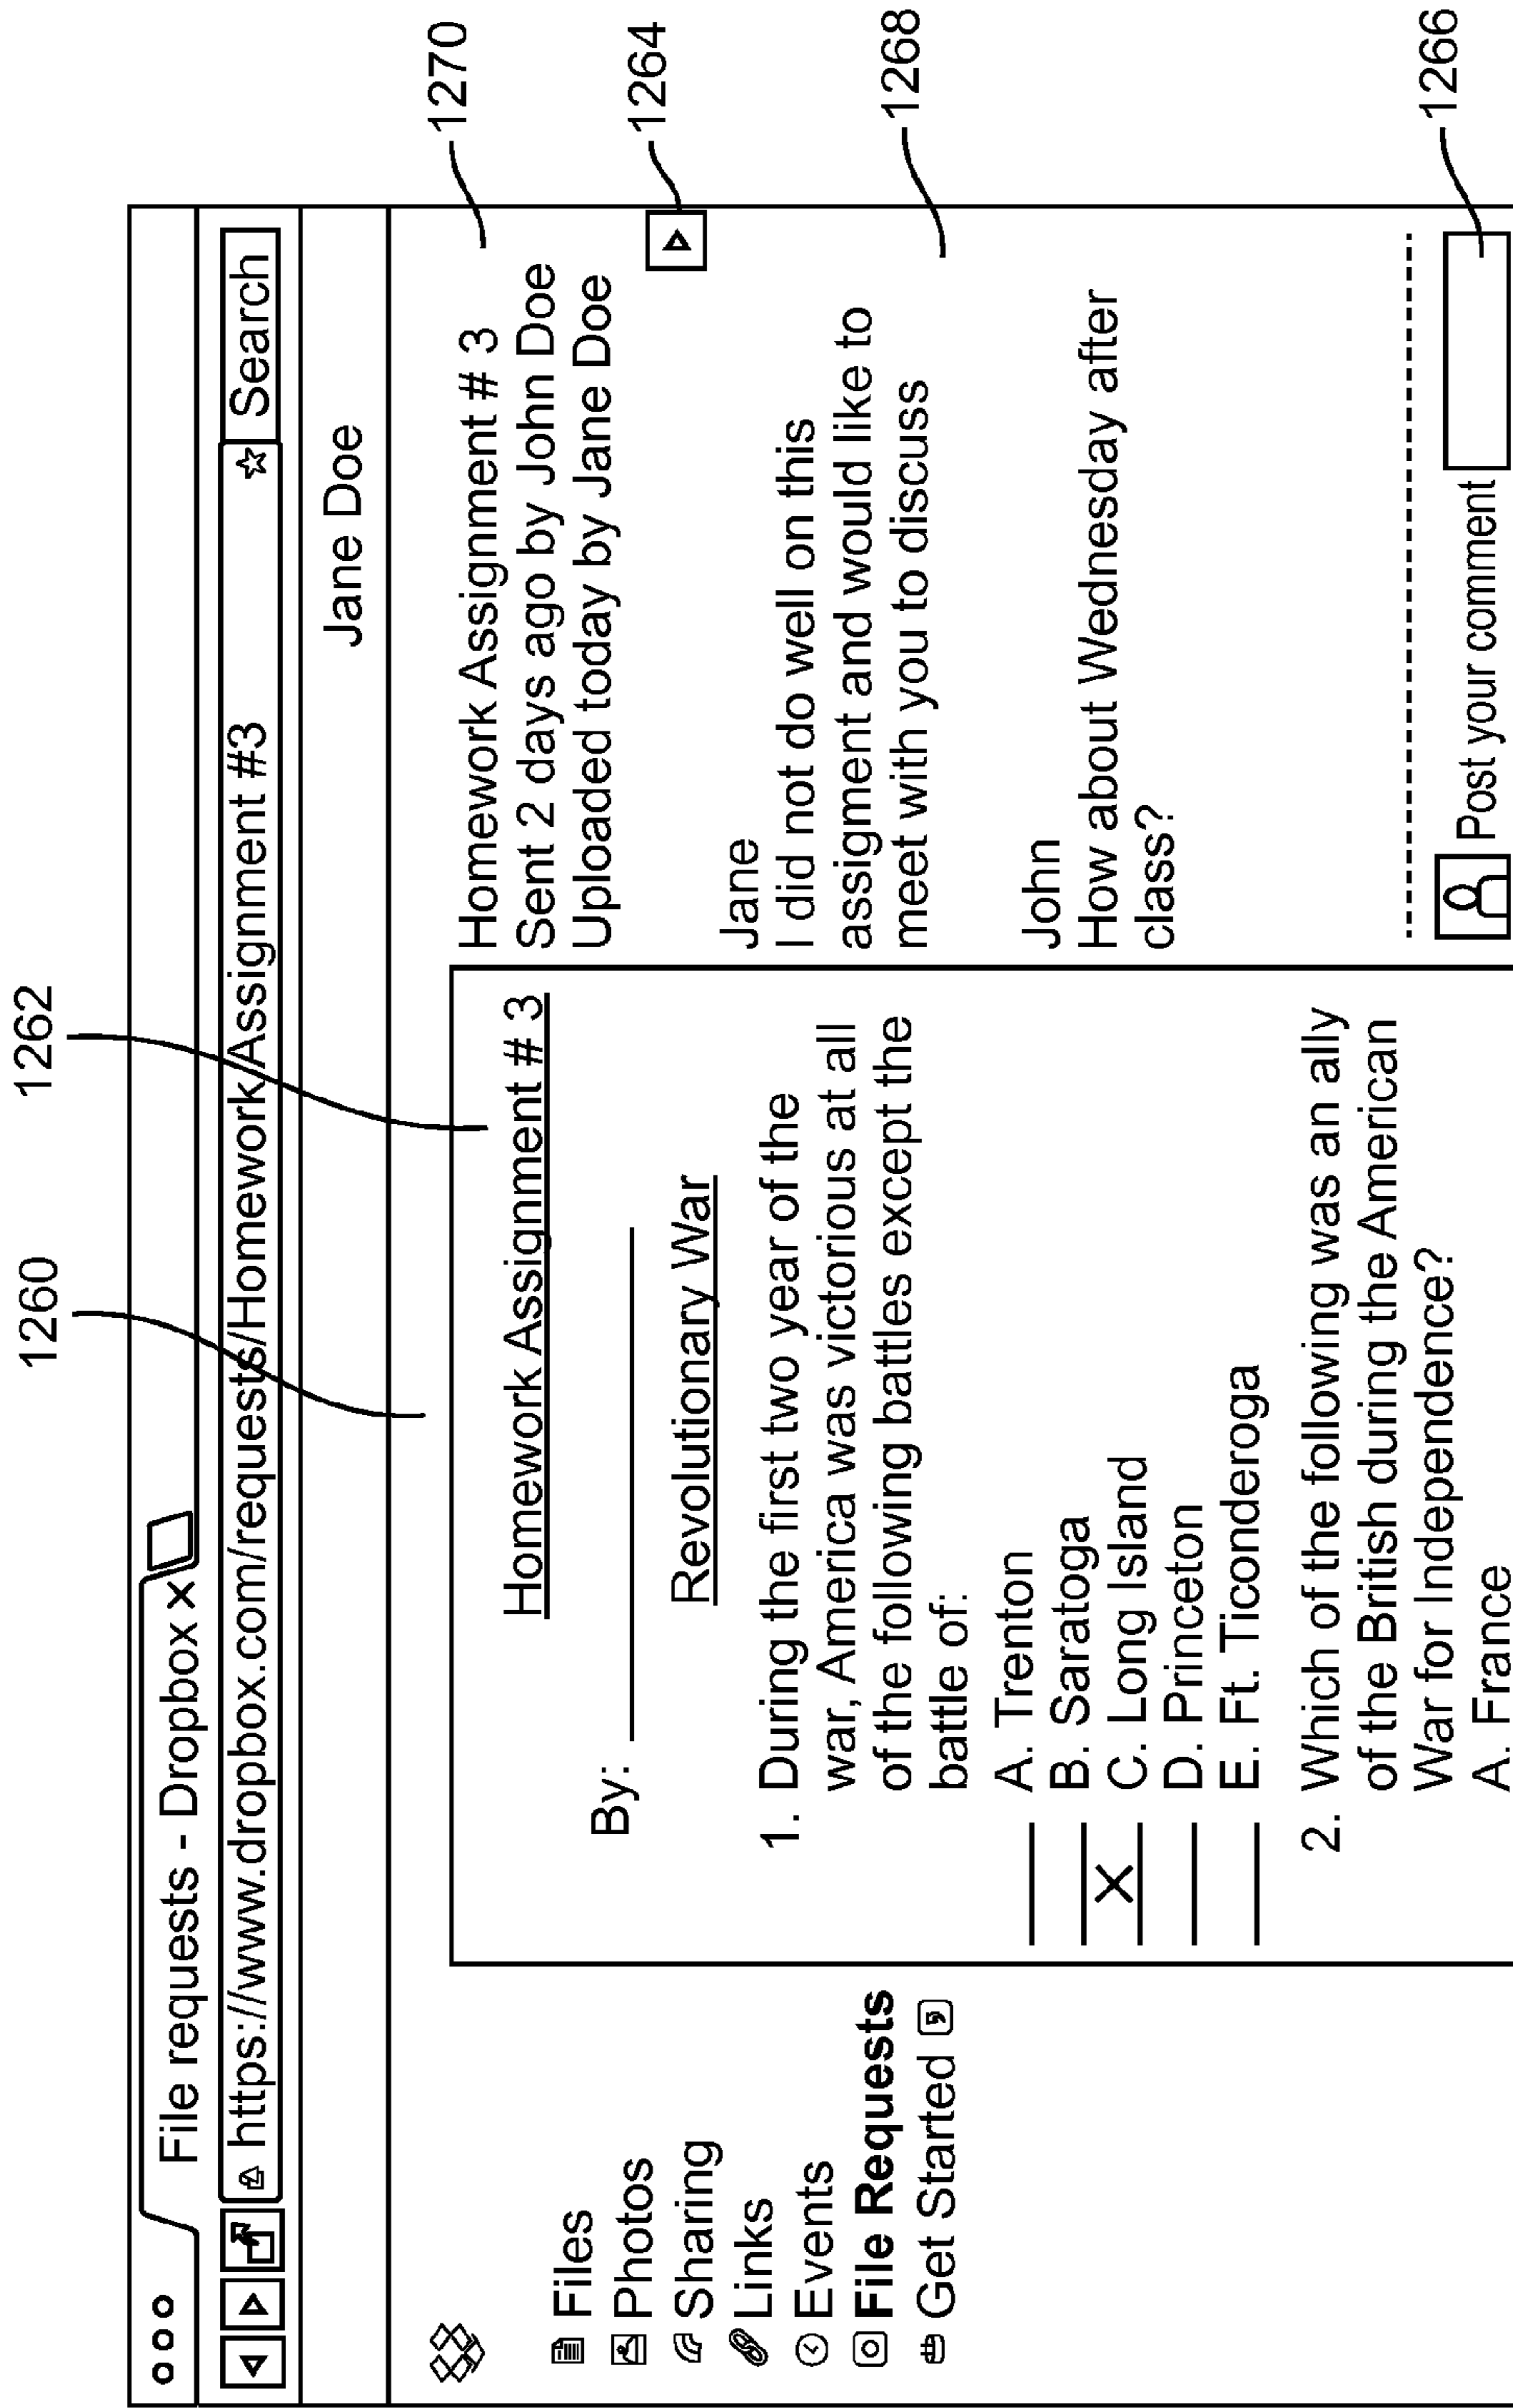 1260
1262
File requests - Dropbox ×
https://www.dropbox.com/requests/Homework Assignment #3
Search
Jane Doe
Files
Photos
Sharing
Links
Events
File Requests
Get Started
Homework Assignment # 3
By:
Revolutionary War
1. During the first two year of the
war, America was victorious at all
of the following battles except the
battle of:
A. Trenton
B. Saratoga
X C. Long Island
D. Princeton
E. Ft. Ticonderoga
2. Which of the following was an ally
of the British during the American
War for Independence?
A. France
Homework Assignment # 3
Sent 2 days ago by John Doe
Uploaded today by Jane Doe
Jane
I did not do well on this
assigment and would like to
meet with you to discuss
John
How about Wednesday after
class?
Post your comment
1270
1264
1268
1266